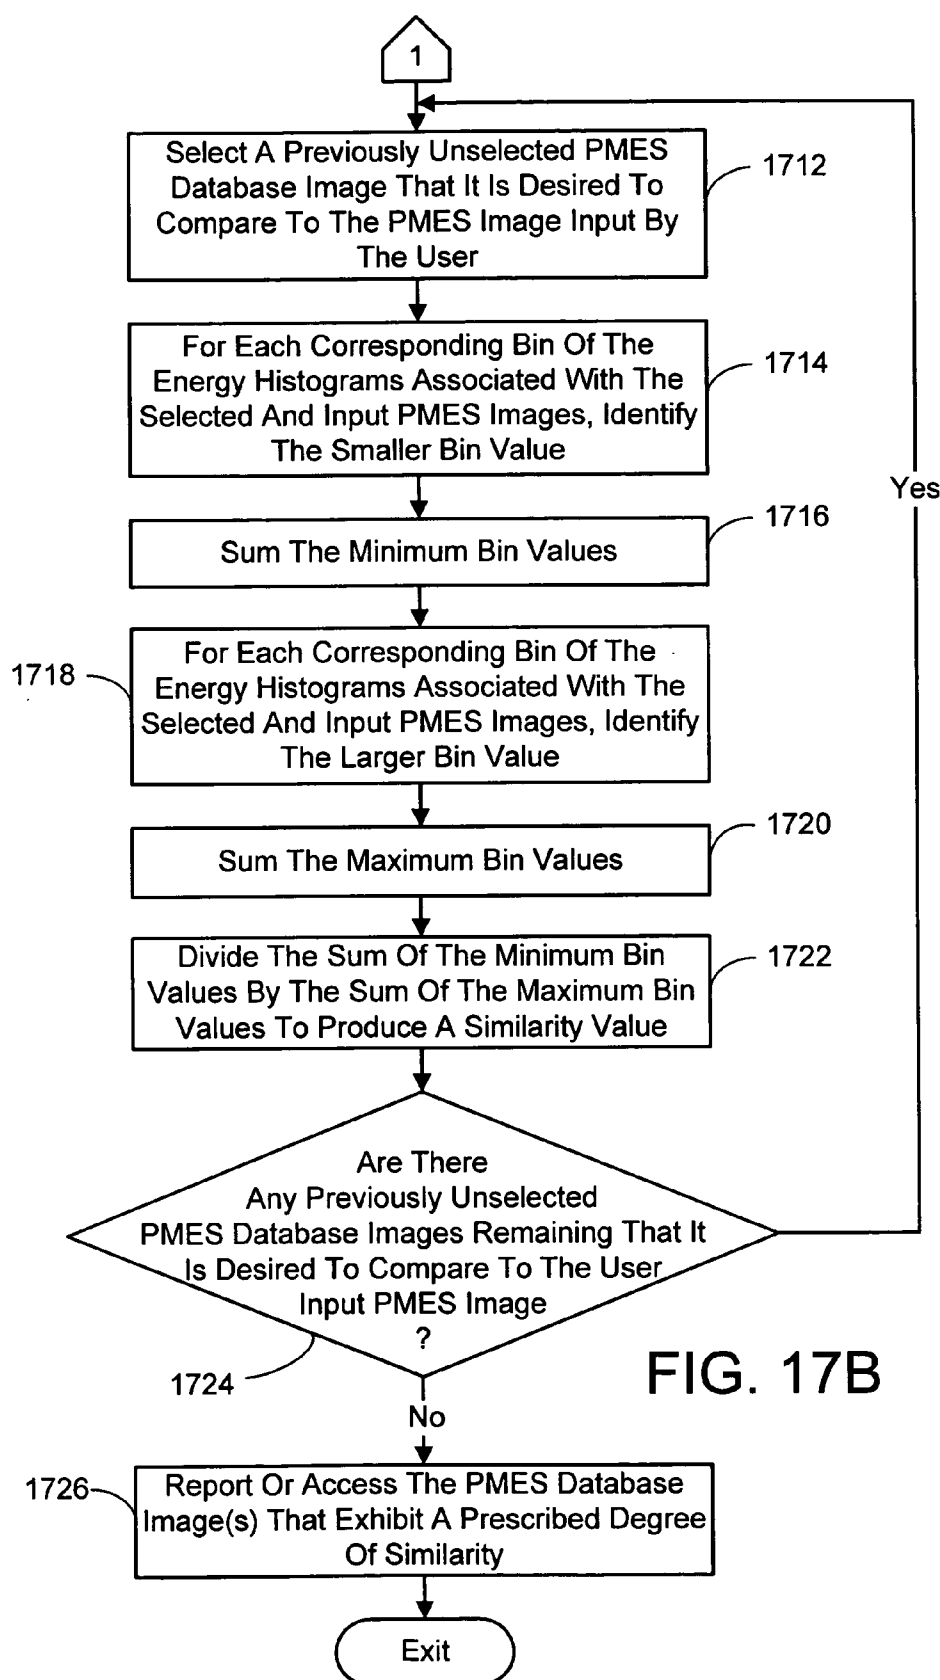 1
Select A Previously Unselected PMES
Database Image That It Is Desired To
Compare To The PMES Image Input By
The User
1712
For Each Corresponding Bin Of The
Energy Histograms Associated With The
Selected And Input PMES Images, Identify
The Smaller Bin Value
1714
Yes
Sum The Minimum Bin Values
1716
For Each Corresponding Bin Of The
Energy Histograms Associated With The
Selected And Input PMES Images, Identify
The Larger Bin Value
1718
Sum The Maximum Bin Values
1720
Divide The Sum Of The Minimum Bin
Values By The Sum Of The Maximum Bin
Values To Produce A Similarity Value
1722
Are There
Any Previously Unselected
PMES Database Images Remaining That It
Is Desired To Compare To The User
Input PMES Image
?
1724
FIG. 17B
No
Report Or Access The PMES Database
Image(s) That Exhibit A Prescribed Degree
Of Similarity
1726
Exit